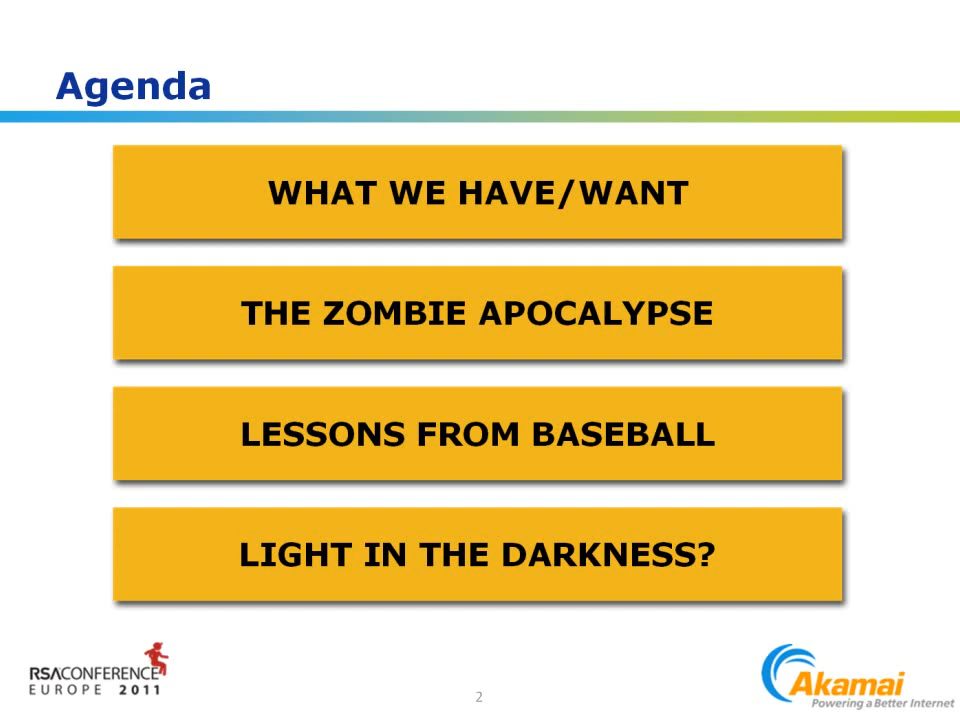 Agenda
WHAT WE HAVE/WANT
THE ZOMBIE APOCALYPSE
LESSONS FROM BASEBALL
LIGHT IN THE DARKNESS?
RSACONFERENCE
EUROPE 2011
2
Akamai
Powering a Better Internet